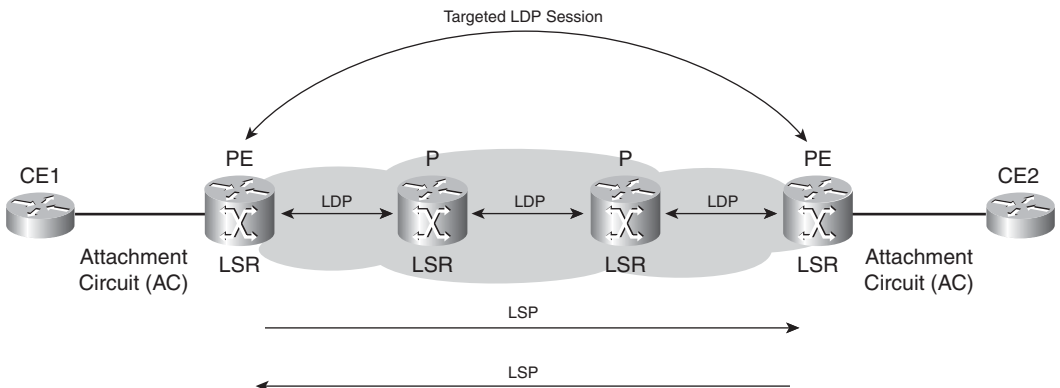 Targeted LDP Session
PE
P
P
PE
CE1
CE2
LDP
LDP
LDP
Attachment
Circuit (AC)
LSR
LSR
LSR
LSR
Attachment
Circuit (AC)
LSP
LSP